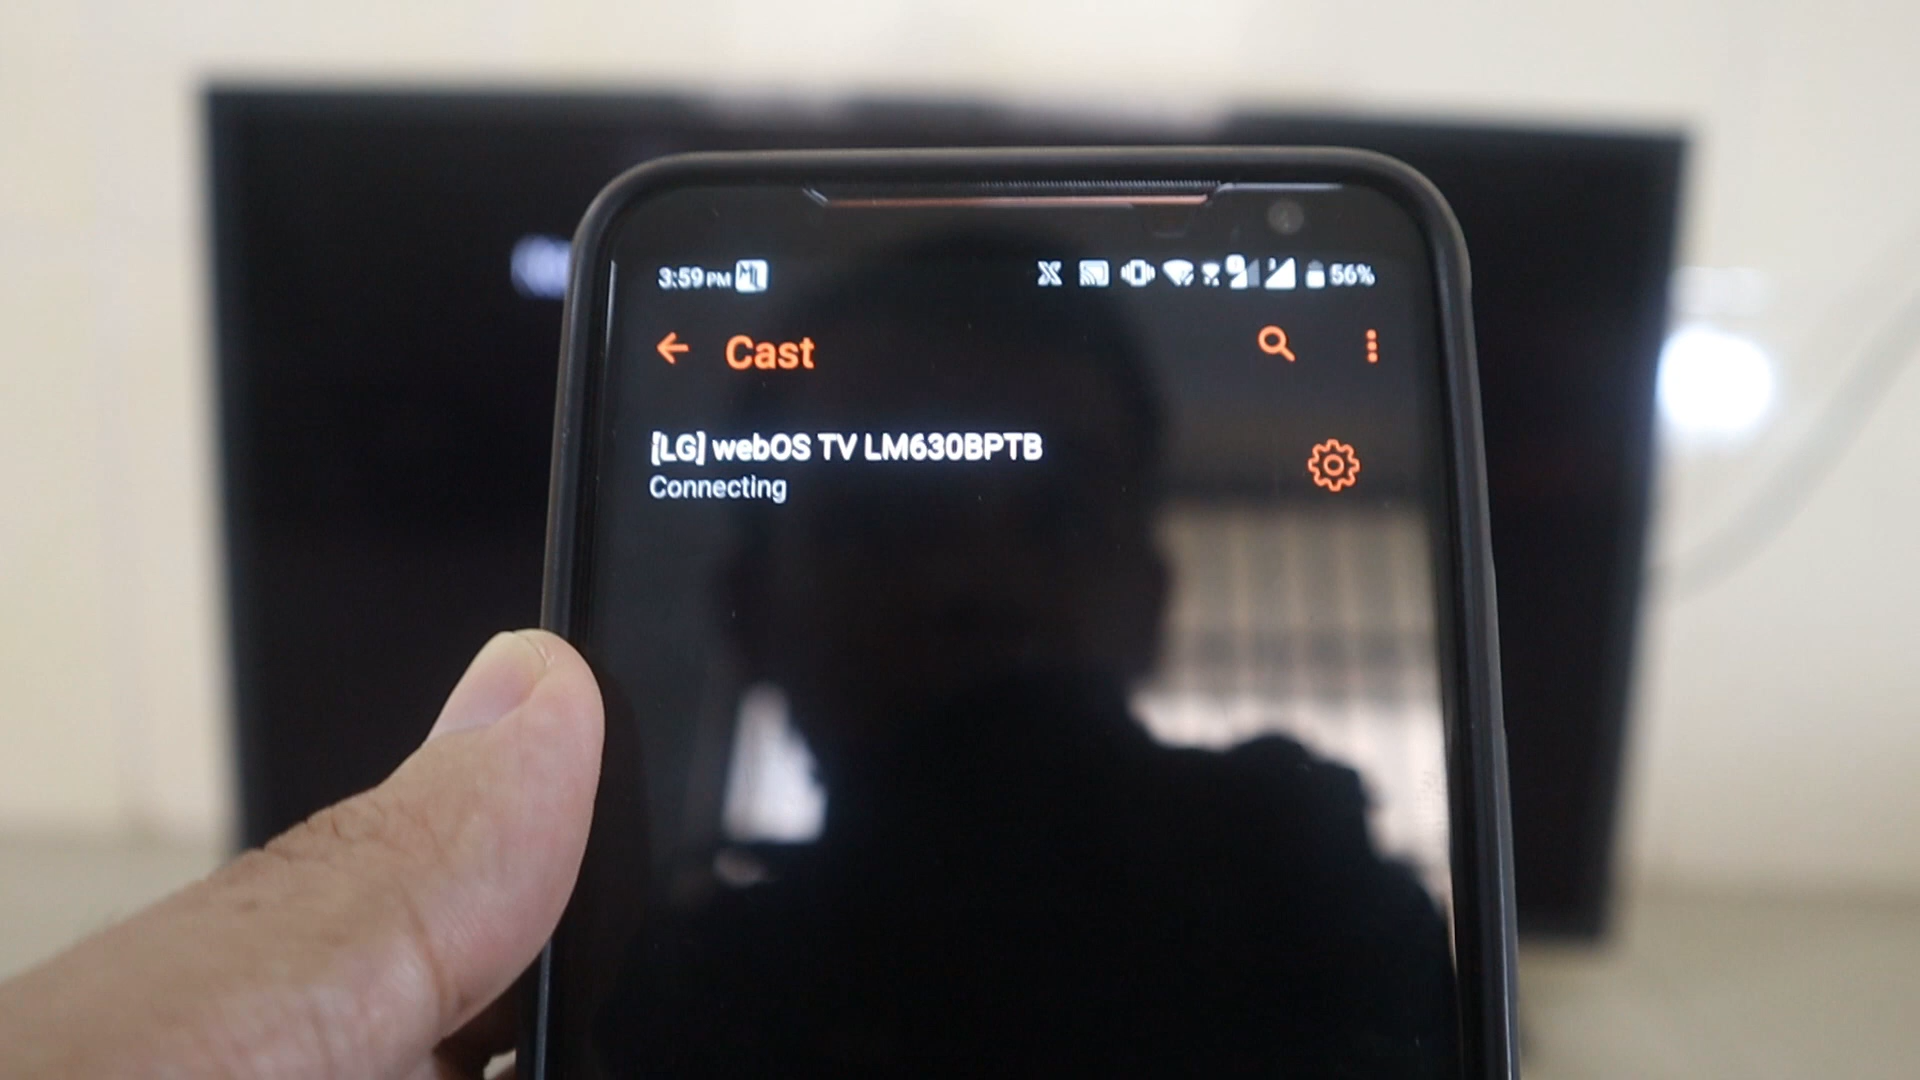 3:59 PM
56%
Cast
[LG] webOS TV LM630BPTB
Connecting